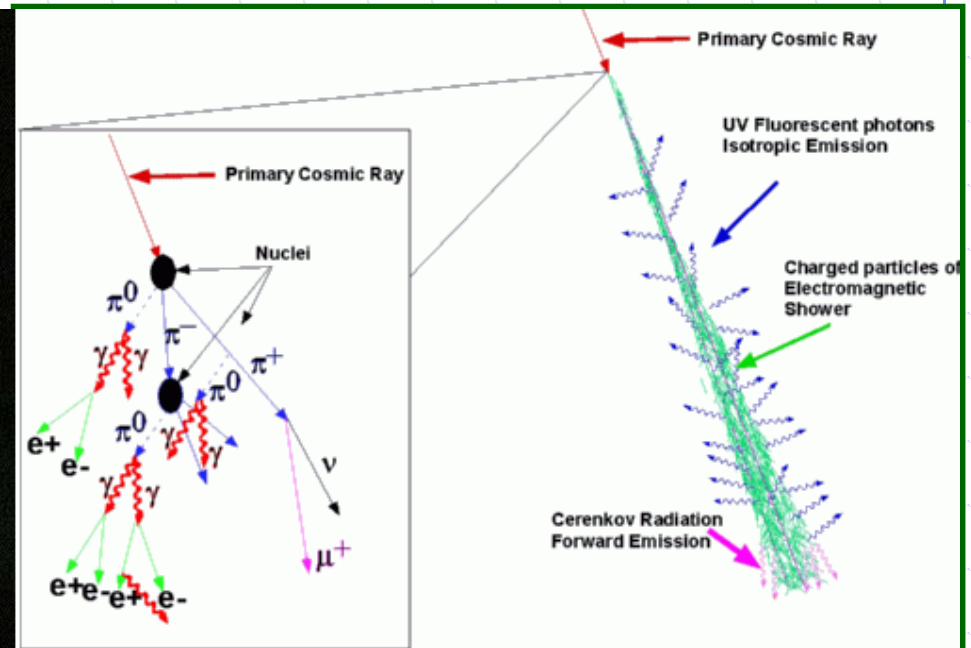 Primary Cosmic Ray
UV Fluorescent photons
Isotropic Emission
Charged particles of
Electromagnetic
Shower
Cerenkov Radiation
Forward Emission
Primary Cosmic Ray
Nuclei
π⁰
π⁻
π⁺
γ
γ
π⁰
π⁰
γ
γ
e+
e-
ν
γ
γ
μ⁺
e+
e-
e+
e-